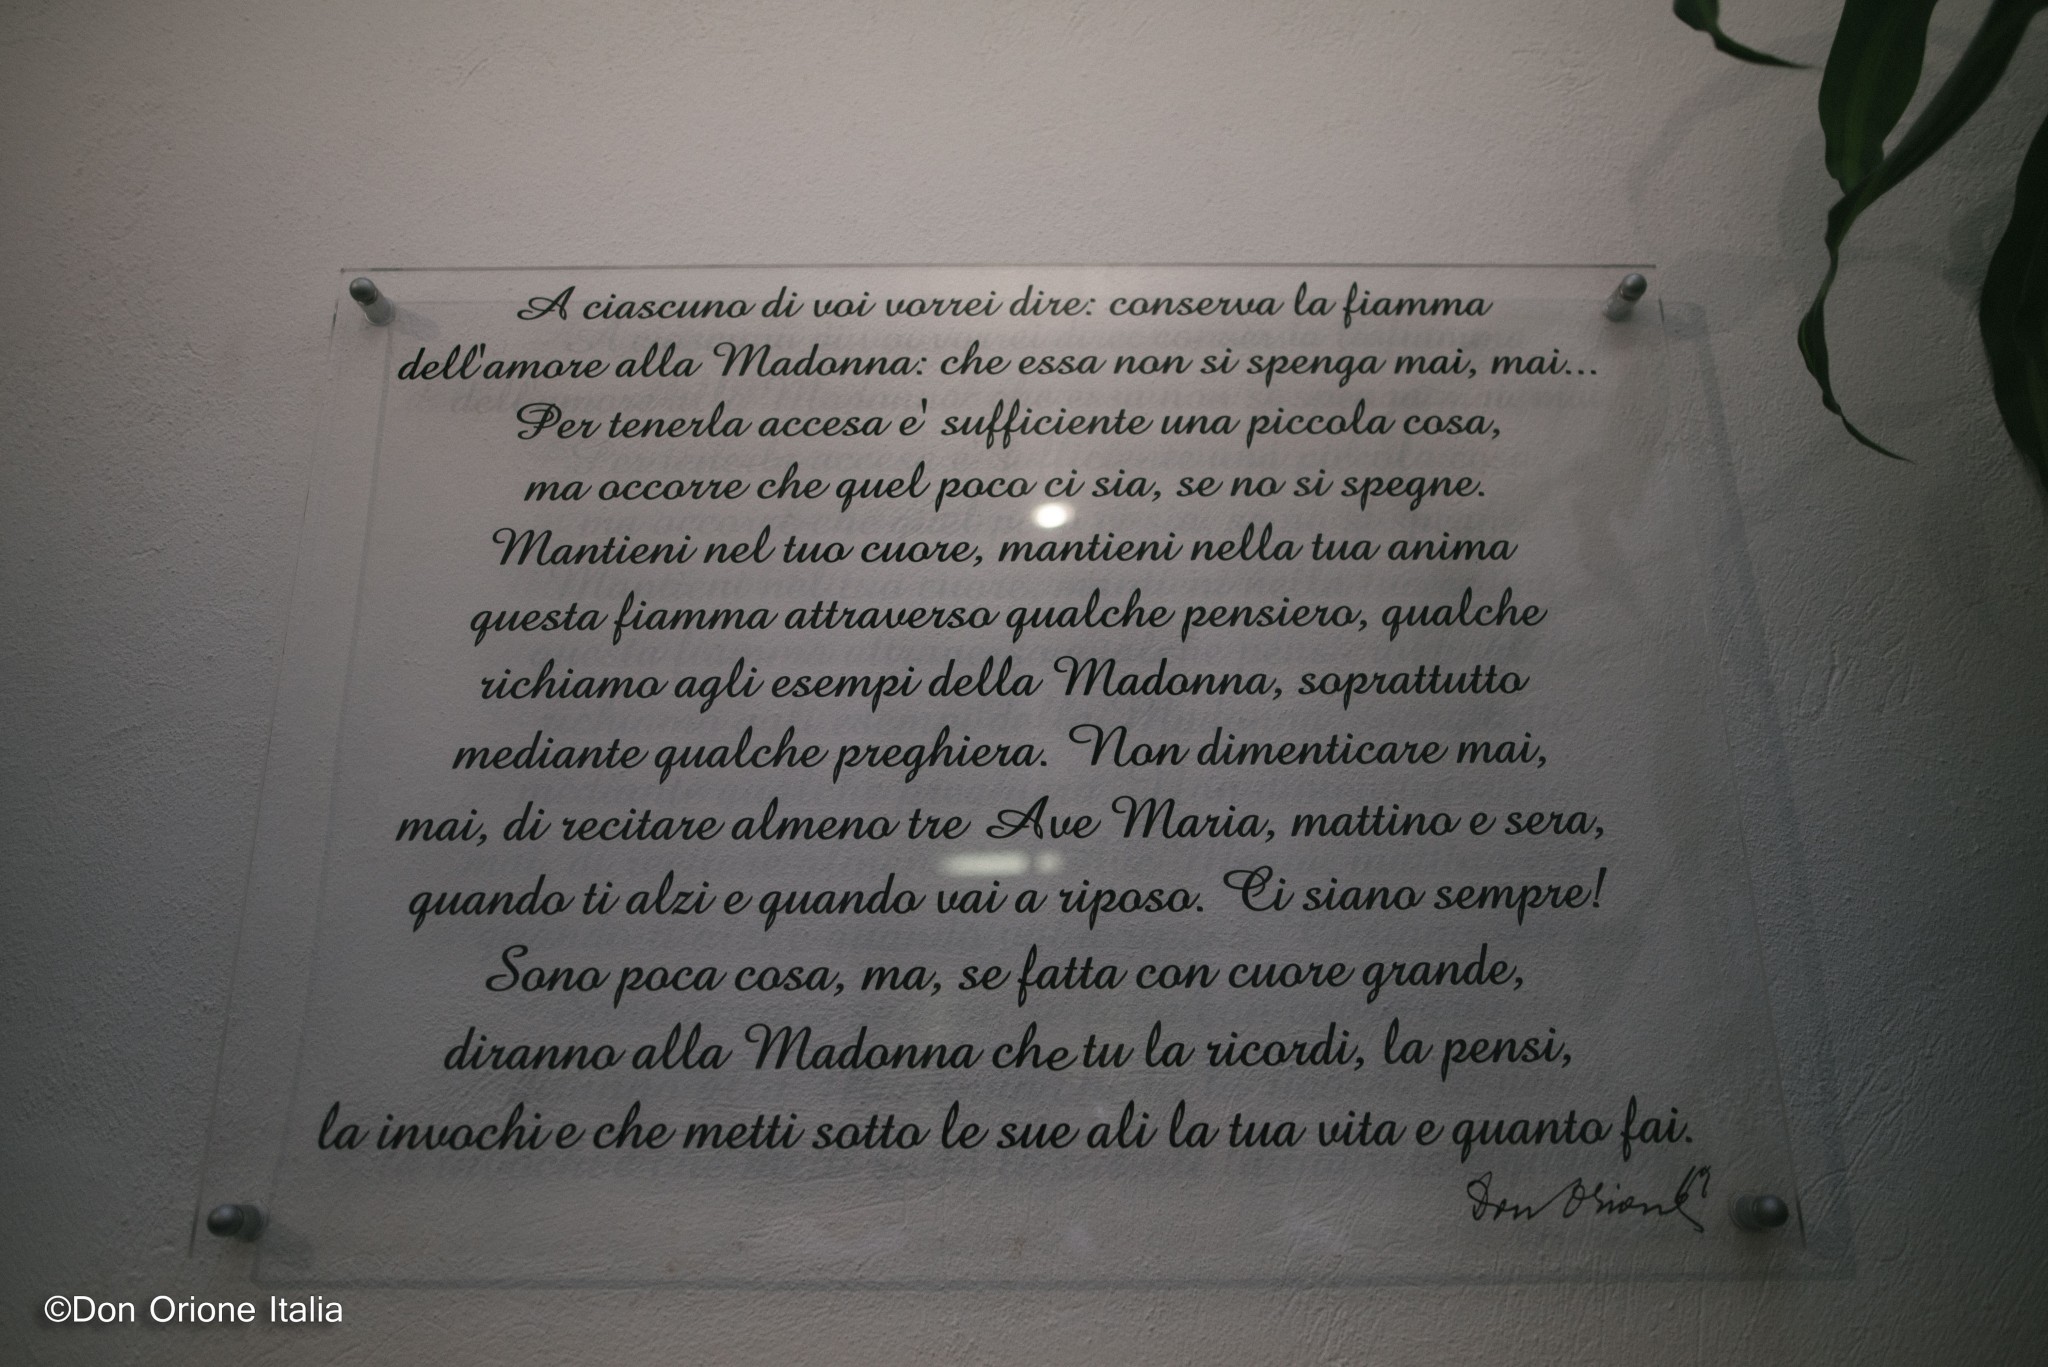 A ciascuno di voi vorrei dire: conserva la fiamma
dell'amore alla Madonna: che essa non si spenga mai, mai...
Per tenerla accesa e' sufficiente una piccola cosa,
ma occorre che quel poco ci sia, se no si spegne.
Mantieni nel tuo cuore, mantieni nella tua anima
questa fiamma attraverso qualche pensiero, qualche
richiamo agli esempi della Madonna, soprattutto
mediante qualche preghiera. Non dimenticare mai,
mai, di recitare almeno tre Ave Maria, mattino e sera,
quando ti alzi e quando vai a riposo. Ci siano sempre!
Sono poca cosa, ma, se fatta con cuore grande,
diranno alla Madonna che tu la ricordi, la pensi,
la invochi e che metti sotto le sue ali la tua vita e quanto fai.
Don Orione
©Don Orione Italia